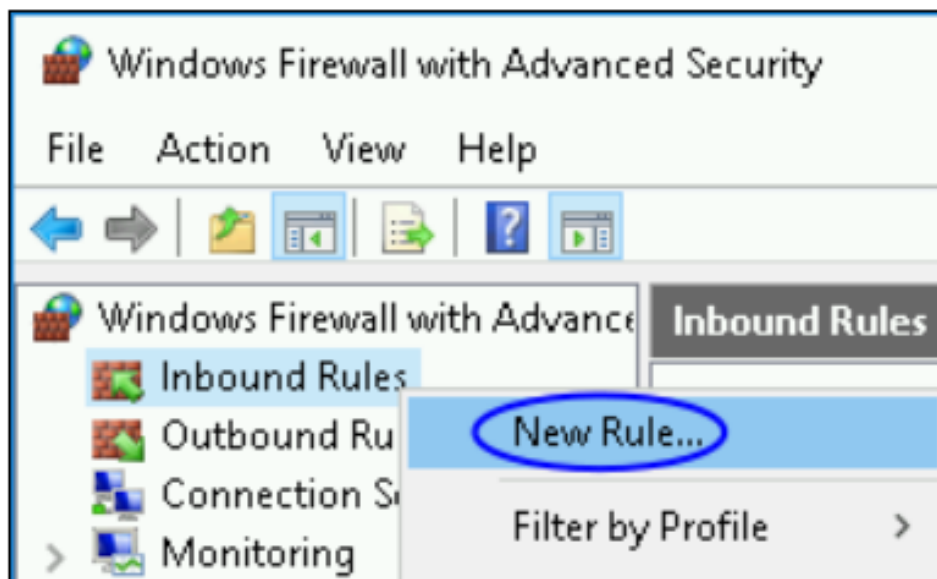 Windows Firewall with Advanced Security
File Action View Help
Windows Firewall with Advance
Inbound Rules
Inbound Rules
New Rule...
Outbound Ru
Connection S
Filter by Profile
Monitoring